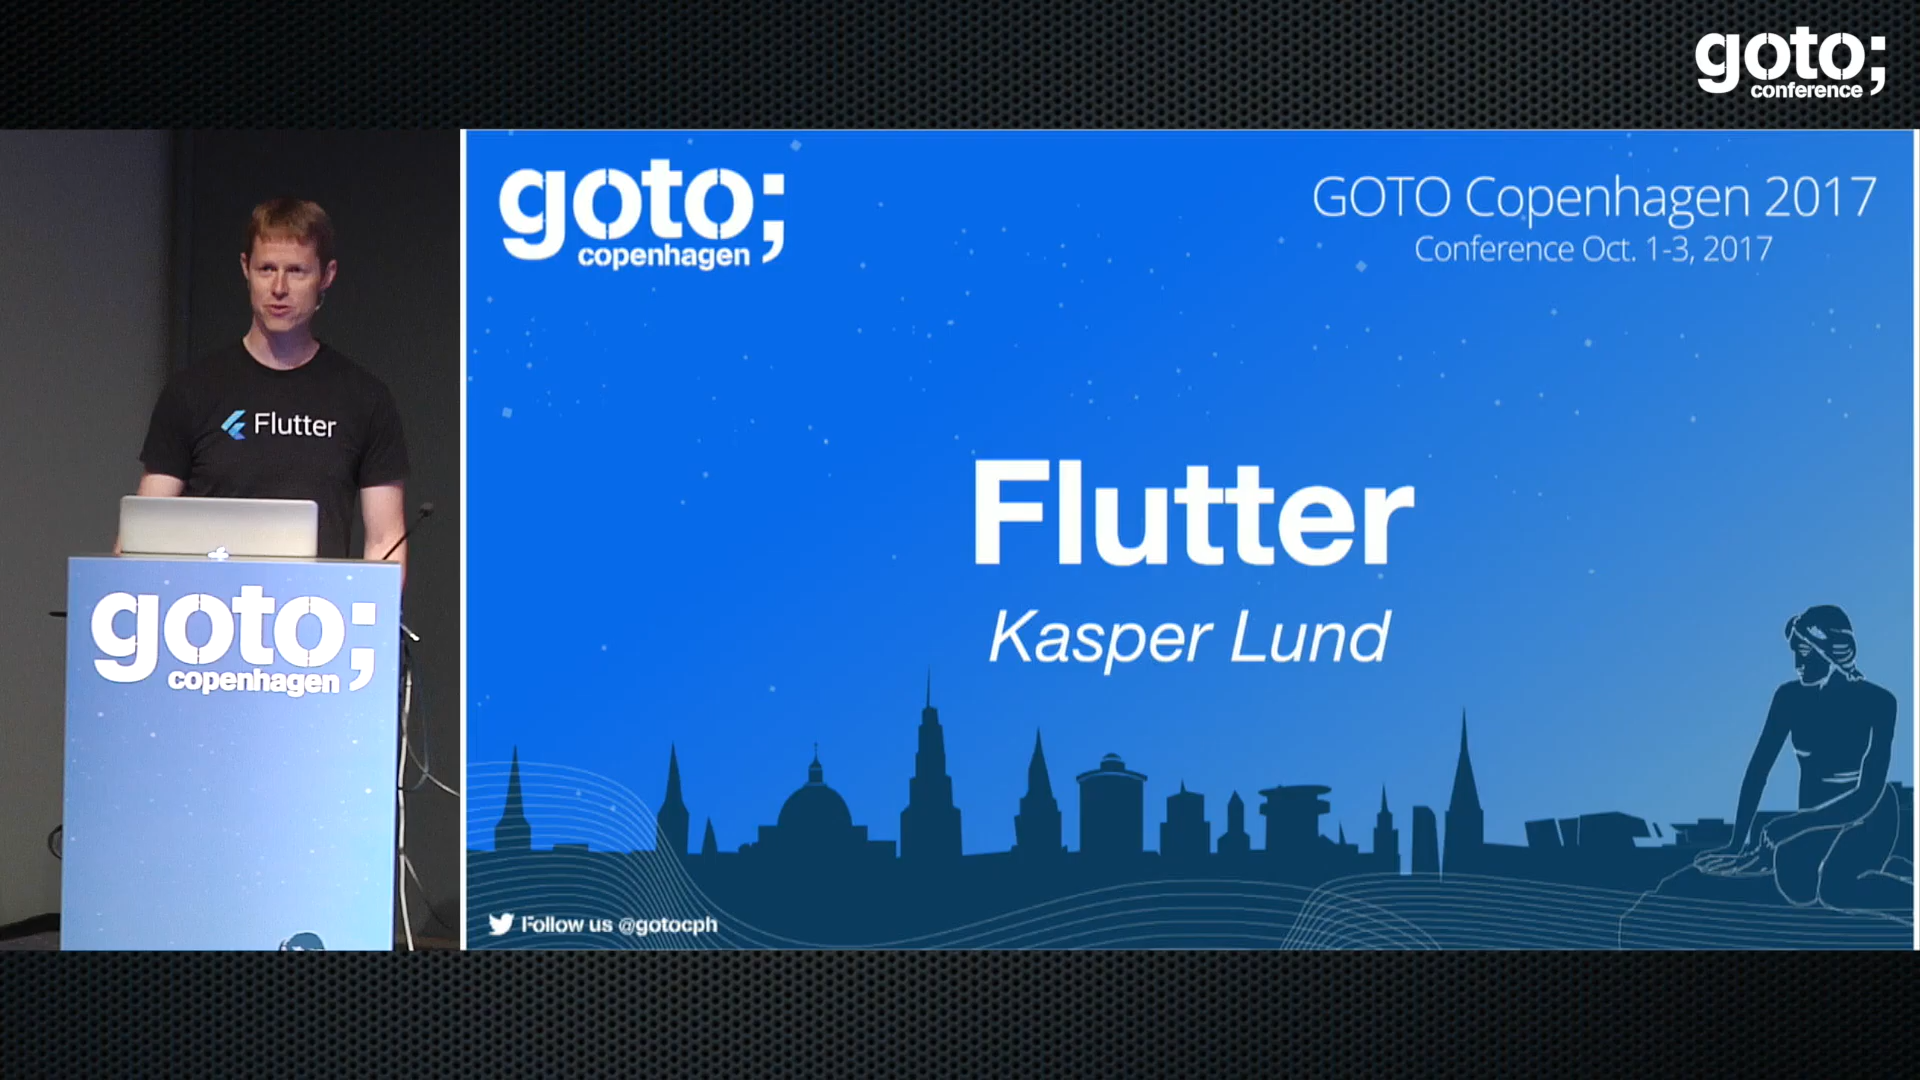 goto;
conference
goto;
copenhagen
GOTO Copenhagen 2017
Conference Oct. 1-3, 2017
Flutter
Kasper Lund
Follow us @gotocph
Flutter
goto;
copenhagen